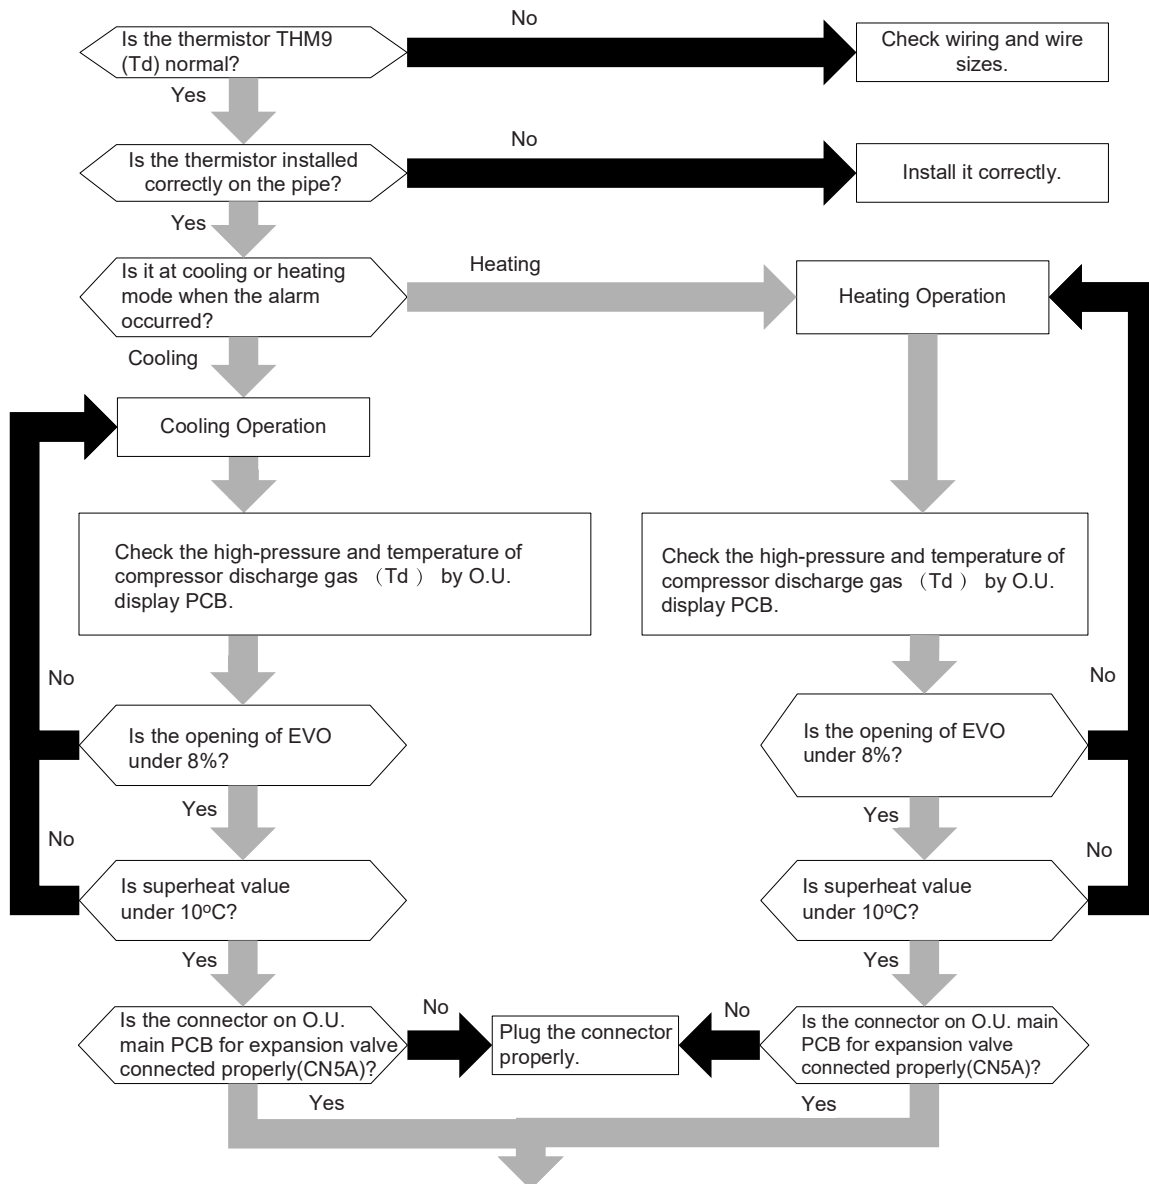 No
Is the thermistor THM9
(Td) normal?
Check wiring and wire
sizes.
Yes
No
Is the thermistor installed
correctly on the pipe?
Install it correctly.
Yes
Is it at cooling or heating
mode when the alarm
occurred?
Heating
Heating Operation
Cooling
Cooling Operation
Check the high-pressure and temperature of
compressor discharge gas （Td ） by O.U.
display PCB.
Check the high-pressure and temperature of
compressor discharge gas （Td ） by O.U.
display PCB.
No
No
Is the opening of EVO
under 8%?
Is the opening of EVO
under 8%?
Yes
Yes
No
No
Is superheat value
under 10ºC?
Is superheat value
under 10ºC?
Yes
Yes
Is the connector on O.U.
main PCB for expansion valve
connected properly(CN5A)?
No
Plug the connector
properly.
No
Is the connector on O.U. main
PCB for expansion valve
connected properly(CN5A)?
Yes
Yes